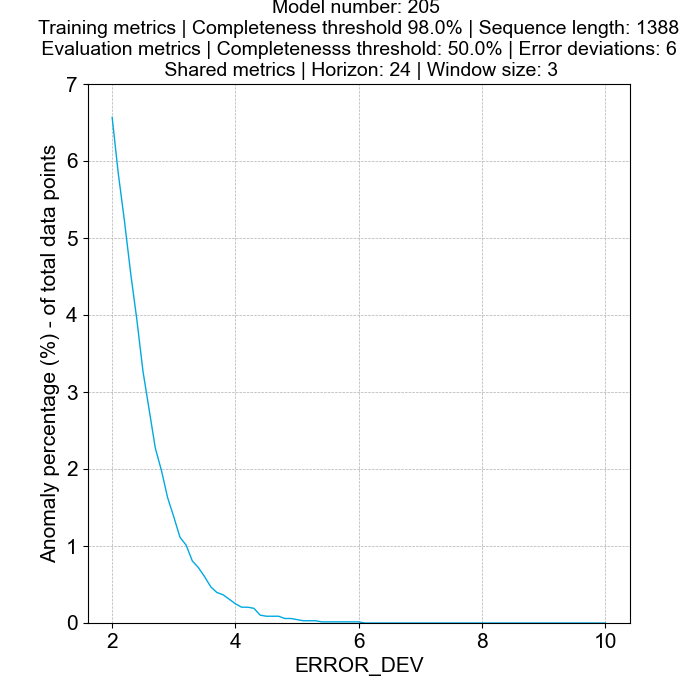 Model number: 205
Training metrics | Completeness threshold 98.0% | Sequence length: 1388
Evaluation metrics | Completenesss threshold: 50.0% | Error deviations: 6
Shared metrics | Horizon: 24 | Window size: 3
Anomaly percentage (%) - of total data points
7
6
5
4
3
2
1
0
2 4 6 8 10
ERROR_DEV